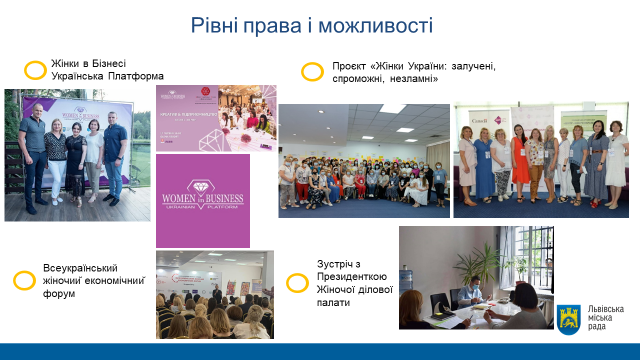 Рівні права і можливості
Жінки в Бізнесі
Українська Платформа
Проєкт «Жінки України: залучені,
спроможні, незламні»
WOMEN in BUSINESS
UKRAINIAN PLATFORM
Всеукраїнський
жіночий економічний
форум
Зустріч з
Президенткою
Жіночої ділової
палати
Львівська
міська
рада